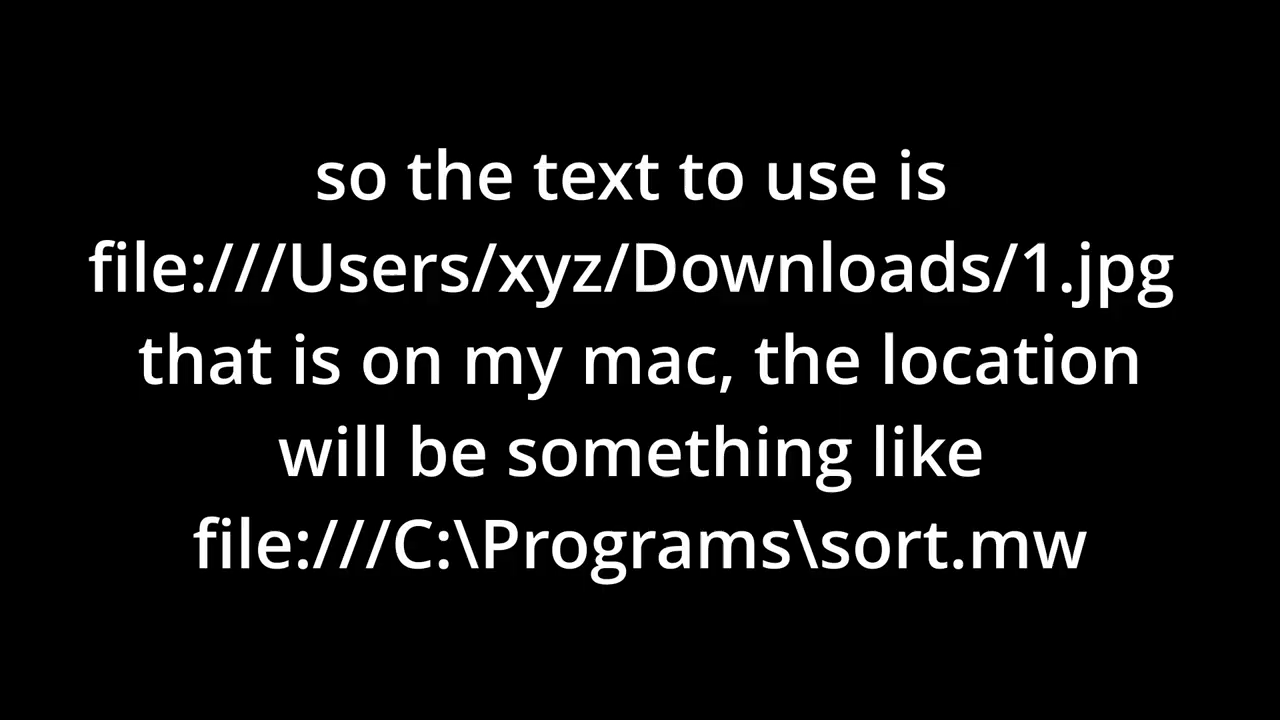 so the text to use is
file:///Users/xyz/Downloads/1.jpg
that is on my mac, the location
will be something like
file:///C:\Programs\sort.mw